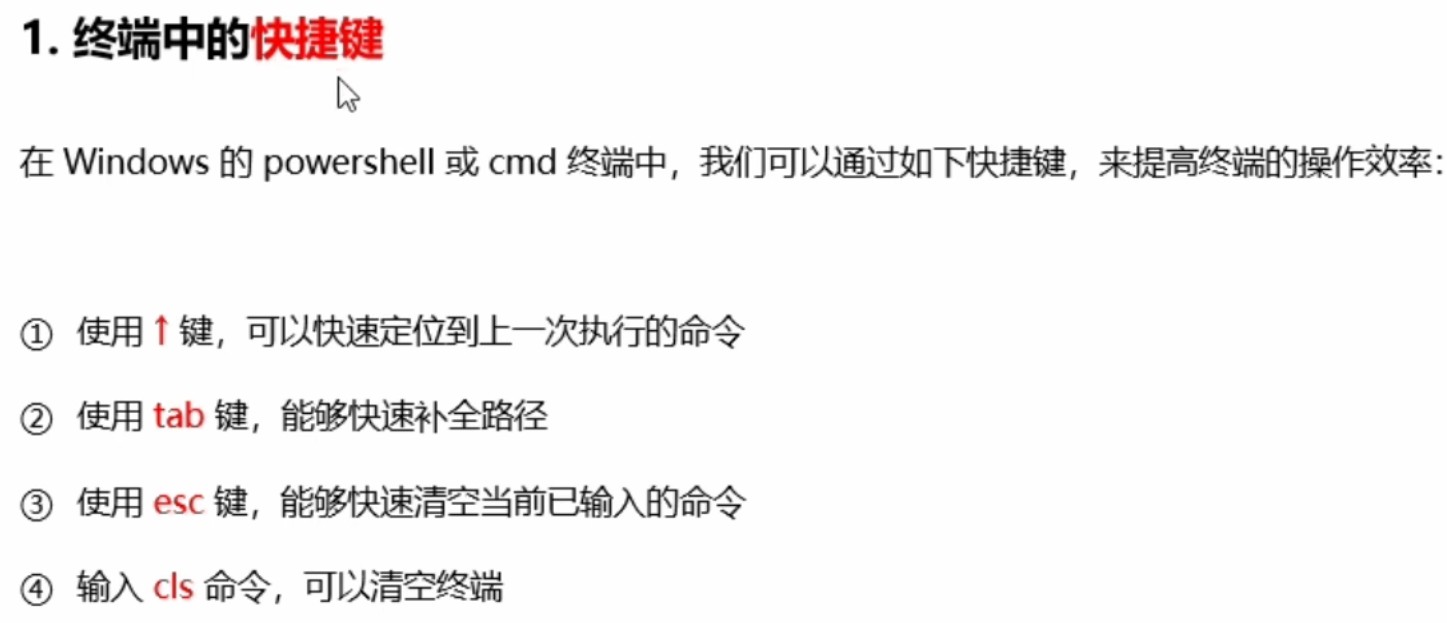 1. 终端中的快捷键
在 Windows 的 powershell 或 cmd 终端中，我们可以通过如下快捷键，来提高终端的操作效率：
① 使用 ↑ 键，可以快速定位到上一次执行的命令
② 使用 tab 键，能够快速补全路径
③ 使用 esc 键，能够快速清空当前已输入的命令
④ 输入 cls 命令，可以清空终端